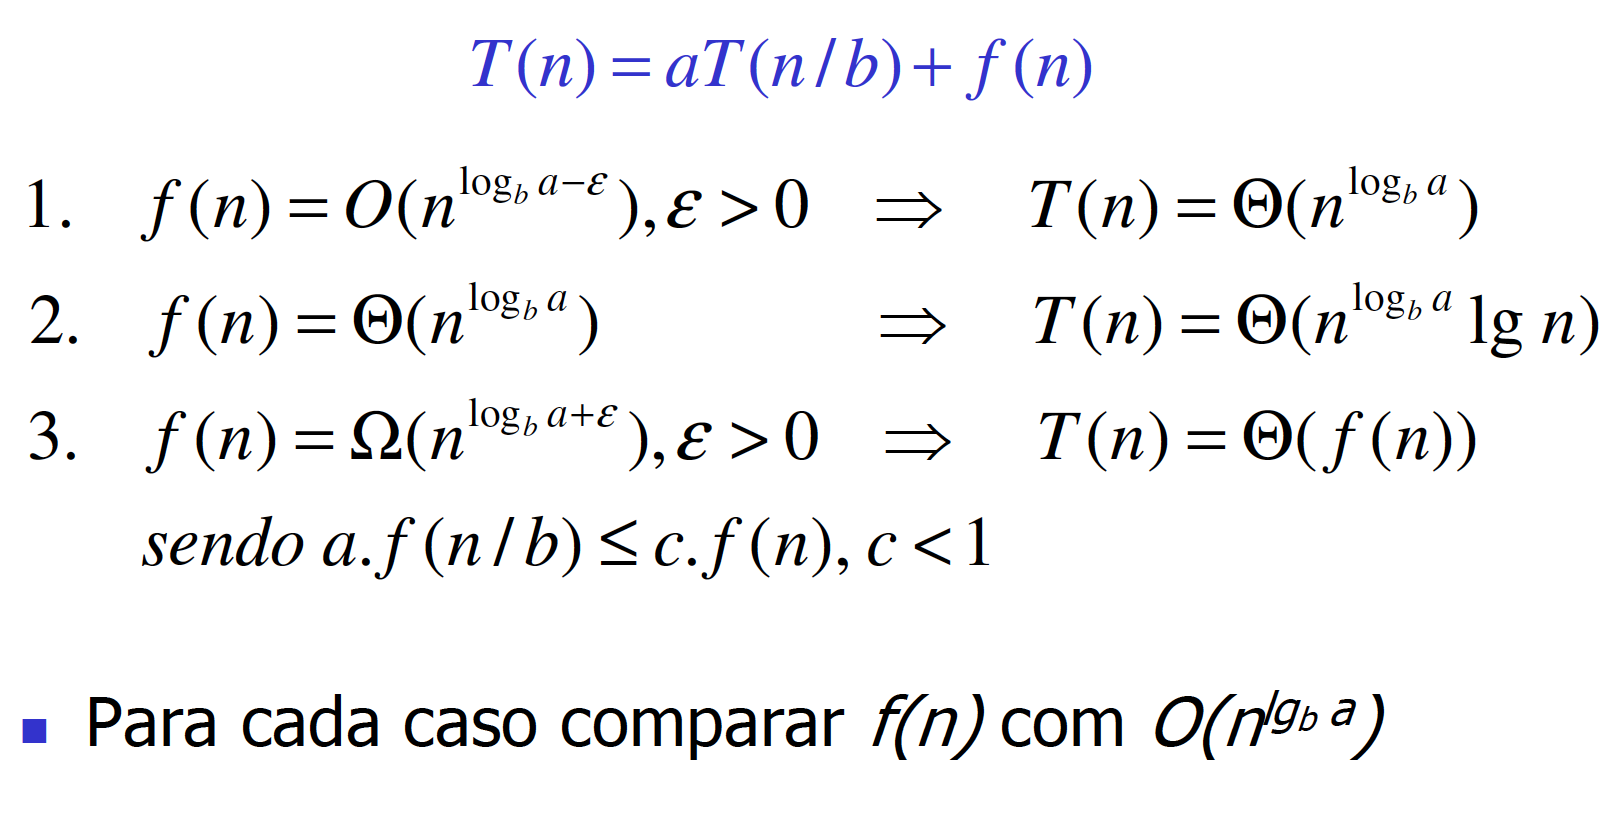 T(n) = aT(n/b) + f(n)
1. f(n) = O(n^{log_b a−ε}), ε > 0 ⇒ T(n) = Θ(n^{log_b a})
2. f(n) = Θ(n^{log_b a}) ⇒ T(n) = Θ(n^{log_b a} lg n)
3. f(n) = Ω(n^{log_b a+ε}), ε > 0 ⇒ T(n) = Θ(f(n))
sendo a.f(n/b) ≤ c.f(n), c < 1
▪ Para cada caso comparar f(n) com O(n^{lg_b a})